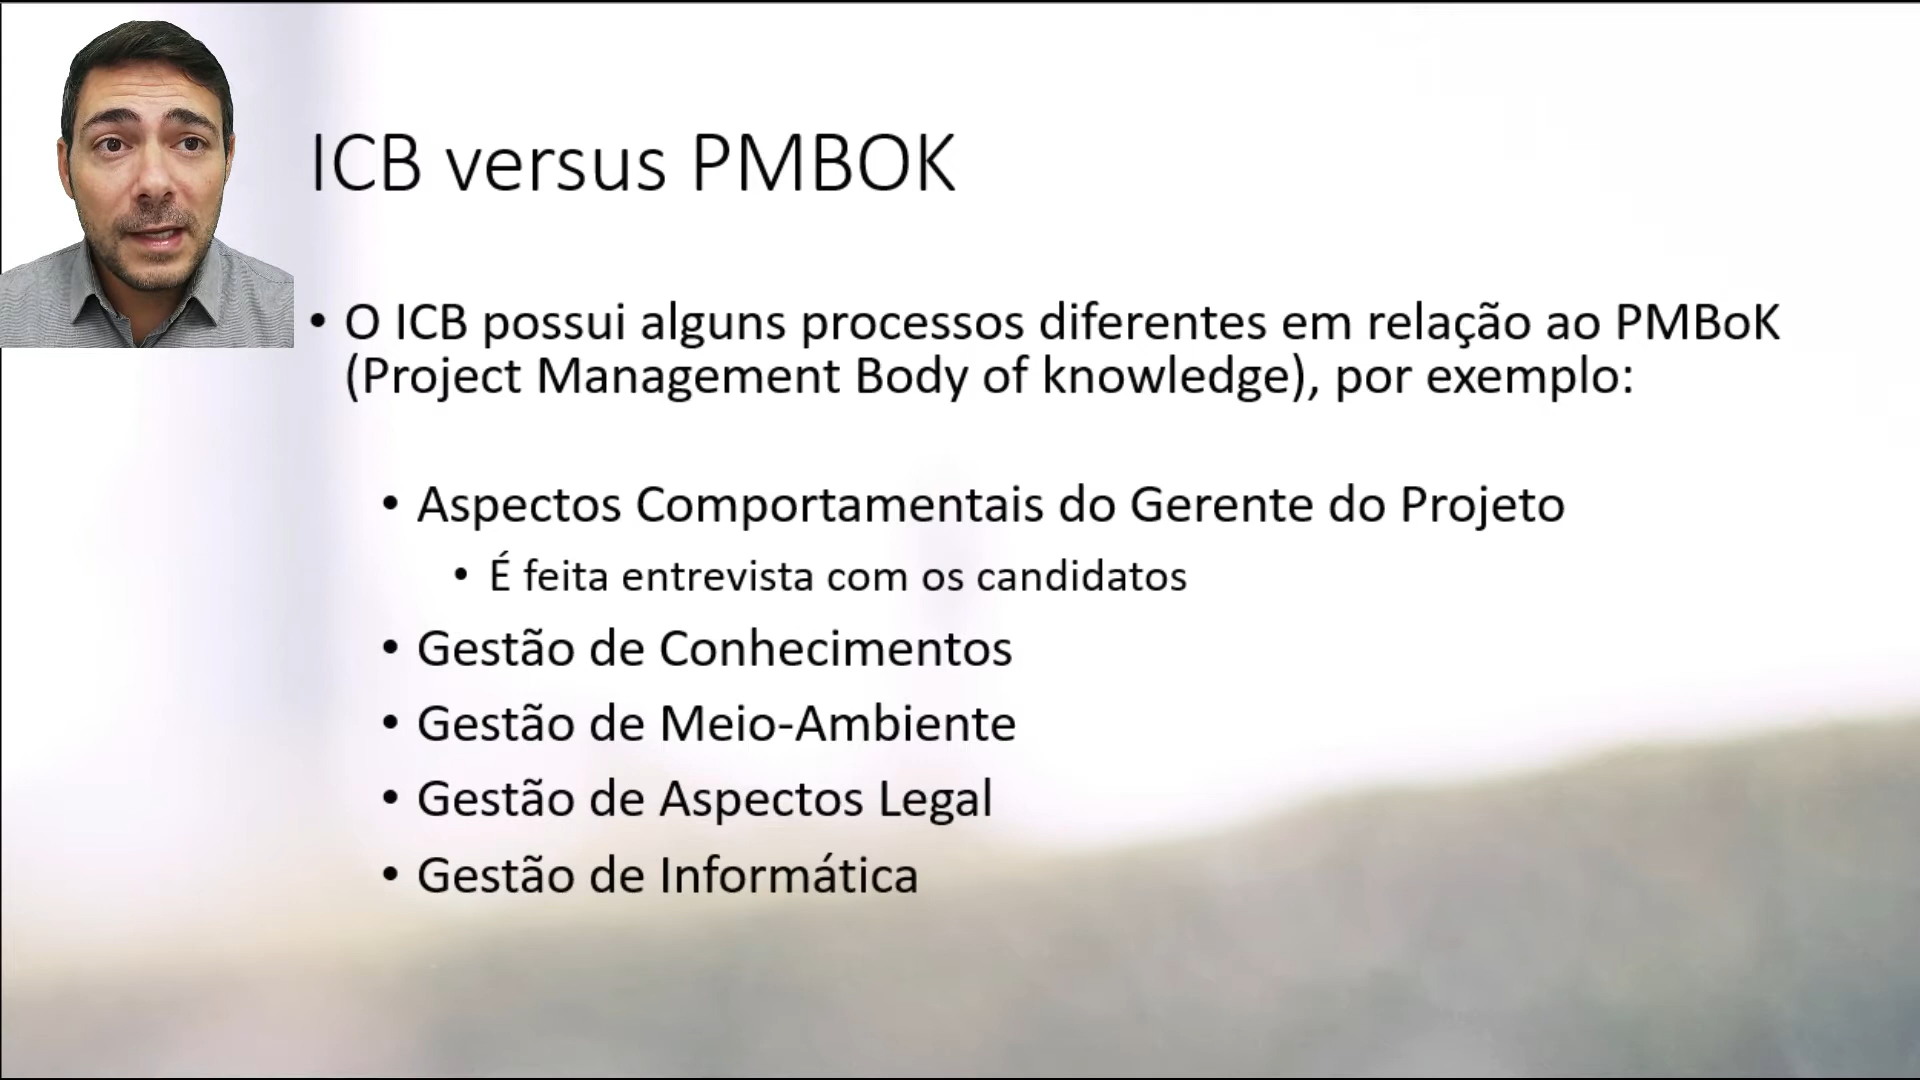 ICB versus PMBOK
• O ICB possui alguns processos diferentes em relação ao PMBoK
(Project Management Body of knowledge), por exemplo:
• Aspectos Comportamentais do Gerente do Projeto
• É feita entrevista com os candidatos
• Gestão de Conhecimentos
• Gestão de Meio-Ambiente
• Gestão de Aspectos Legal
• Gestão de Informática